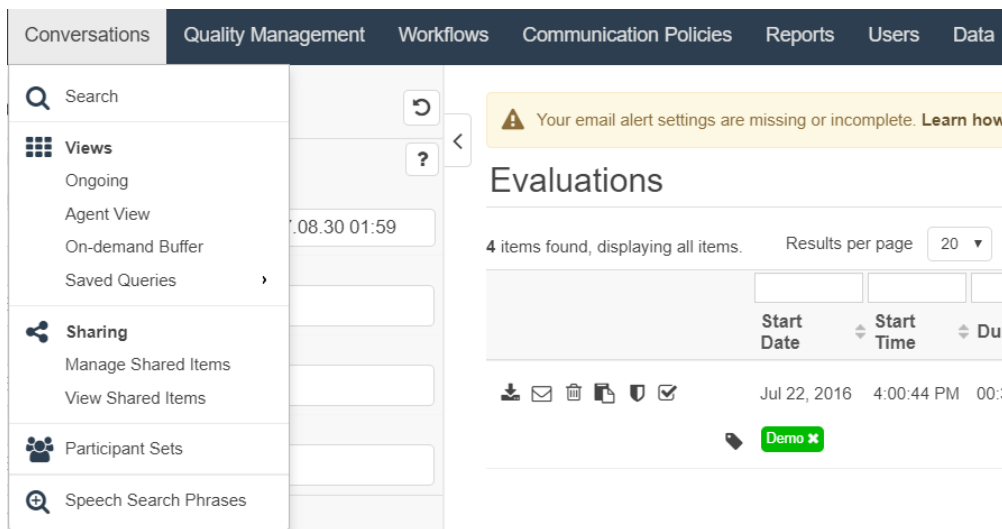 Conversations Quality Management Workflows Communication Policies Reports Users Data
Search
Views
Ongoing
Agent View
On-demand Buffer
Saved Queries
Sharing
Manage Shared Items
View Shared Items
Participant Sets
Speech Search Phrases
?
.08.30 01:59
Your email alert settings are missing or incomplete. Learn how
Evaluations
4 items found, displaying all items. Results per page 20
Start Date
Start Time
Du
Jul 22, 2016 4:00:44 PM 00:
Demo